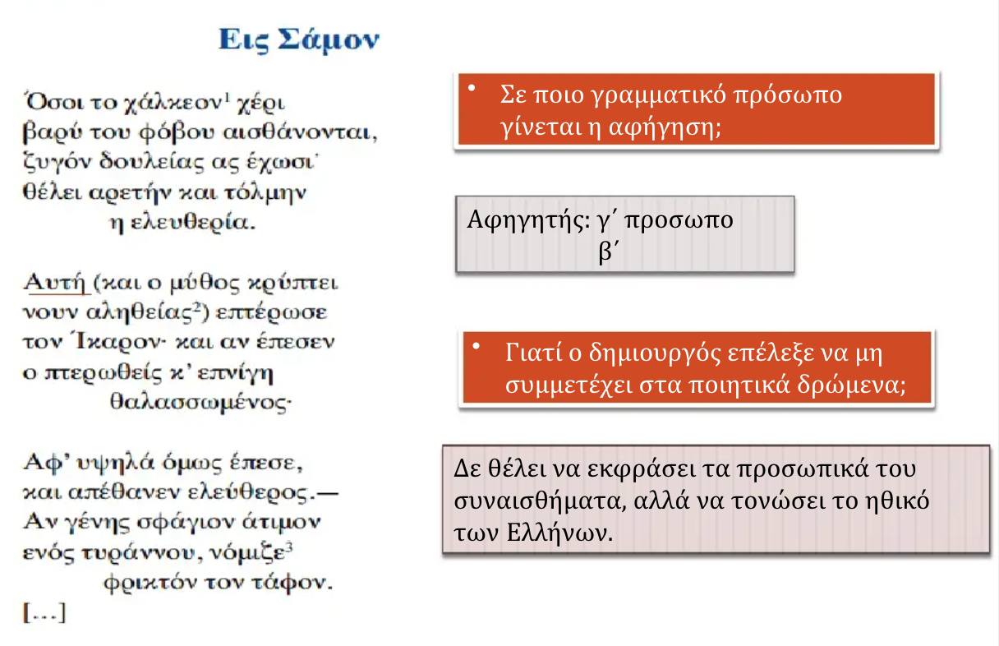 Εις Σάμον
Όσοι το χάλκεον¹ χέρι
βαρύ του φόβου αισθάνονται,
ζυγόν δουλείας ας έχωσι·
θέλει αρετήν και τόλμην
η ελευθερία.
Αυτή (και ο μύθος κρύπτει
νουν αληθείας²) επτέρωσε
τον Ίκαρον· και αν έπεσεν
ο πτερωθείς κ’ επνίγη
θαλασσωμένος·
Αφ’ υψηλά όμως έπεσε,
και απέθανεν ελεύθερος.—
Αν γένης σφάγιον άτιμον
ενός τυράννου, νόμιζε³
φρικτόν τον τάφον.
[...]
• Σε ποιο γραμματικό πρόσωπο
γίνεται η αφήγηση;
Αφηγητής: γ΄ προσωπο
β΄
• Γιατί ο δημιουργός επέλεξε να μη
συμμετέχει στα ποιητικά δρώμενα;
Δε θέλει να εκφράσει τα προσωπικά του
συναισθήματα, αλλά να τονώσει το ηθικό
των Ελλήνων.